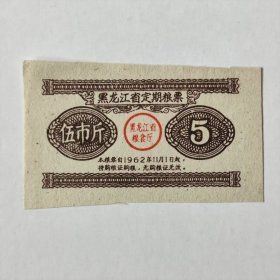 黑龙江省定期粮票
伍市斤
黑龙江省
粮食厅
5
本粮票自1962年11月1日起，
持购粮证购粮，无购粮证无效。